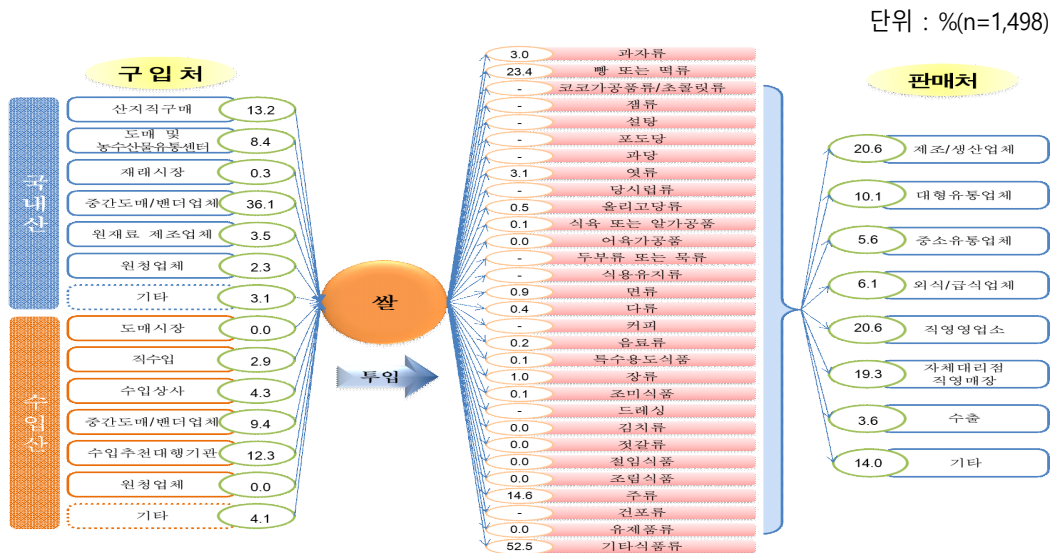 단위 : %(n=1,498)
구입처
국내산
산지직구매 13.2
도매 및
농수산물유통센터 8.4
재래시장 0.3
중간도매/밴더업체 36.1
원재료 제조업체 3.5
원청업체 2.3
기타 3.1
수입산
도매시장 0.0
직수입 2.9
수입상사 4.3
중간도매/밴더업체 9.4
수입추천대행기관 12.3
원청업체 0.0
기타 4.1
쌀
투입
3.0 과자류
23.4 빵 또는 떡류
- 코코가공품류/초콜릿류
- 잼류
- 설탕
- 포도당
- 과당
3.1 엿류
- 당시럽류
0.5 올리고당류
0.1 식육 또는 알가공품
0.0 어육가공품
- 두부류 또는 묵류
- 식용유지류
0.9 면류
0.4 다류
- 커피
0.2 음료류
0.1 특수용도식품
1.0 장류
0.1 조미식품
- 드레싱
0.0 김치류
0.0 젓갈류
0.0 절임식품
0.0 조림식품
14.6 주류
- 건포류
0.0 유제품류
52.5 기타식품류
판매처
20.6 제조/생산업체
10.1 대형유통업체
5.6 중소유통업체
6.1 외식/급식업체
20.6 직영영업소
19.3 자체대리점
직영매장
3.6 수출
14.0 기타